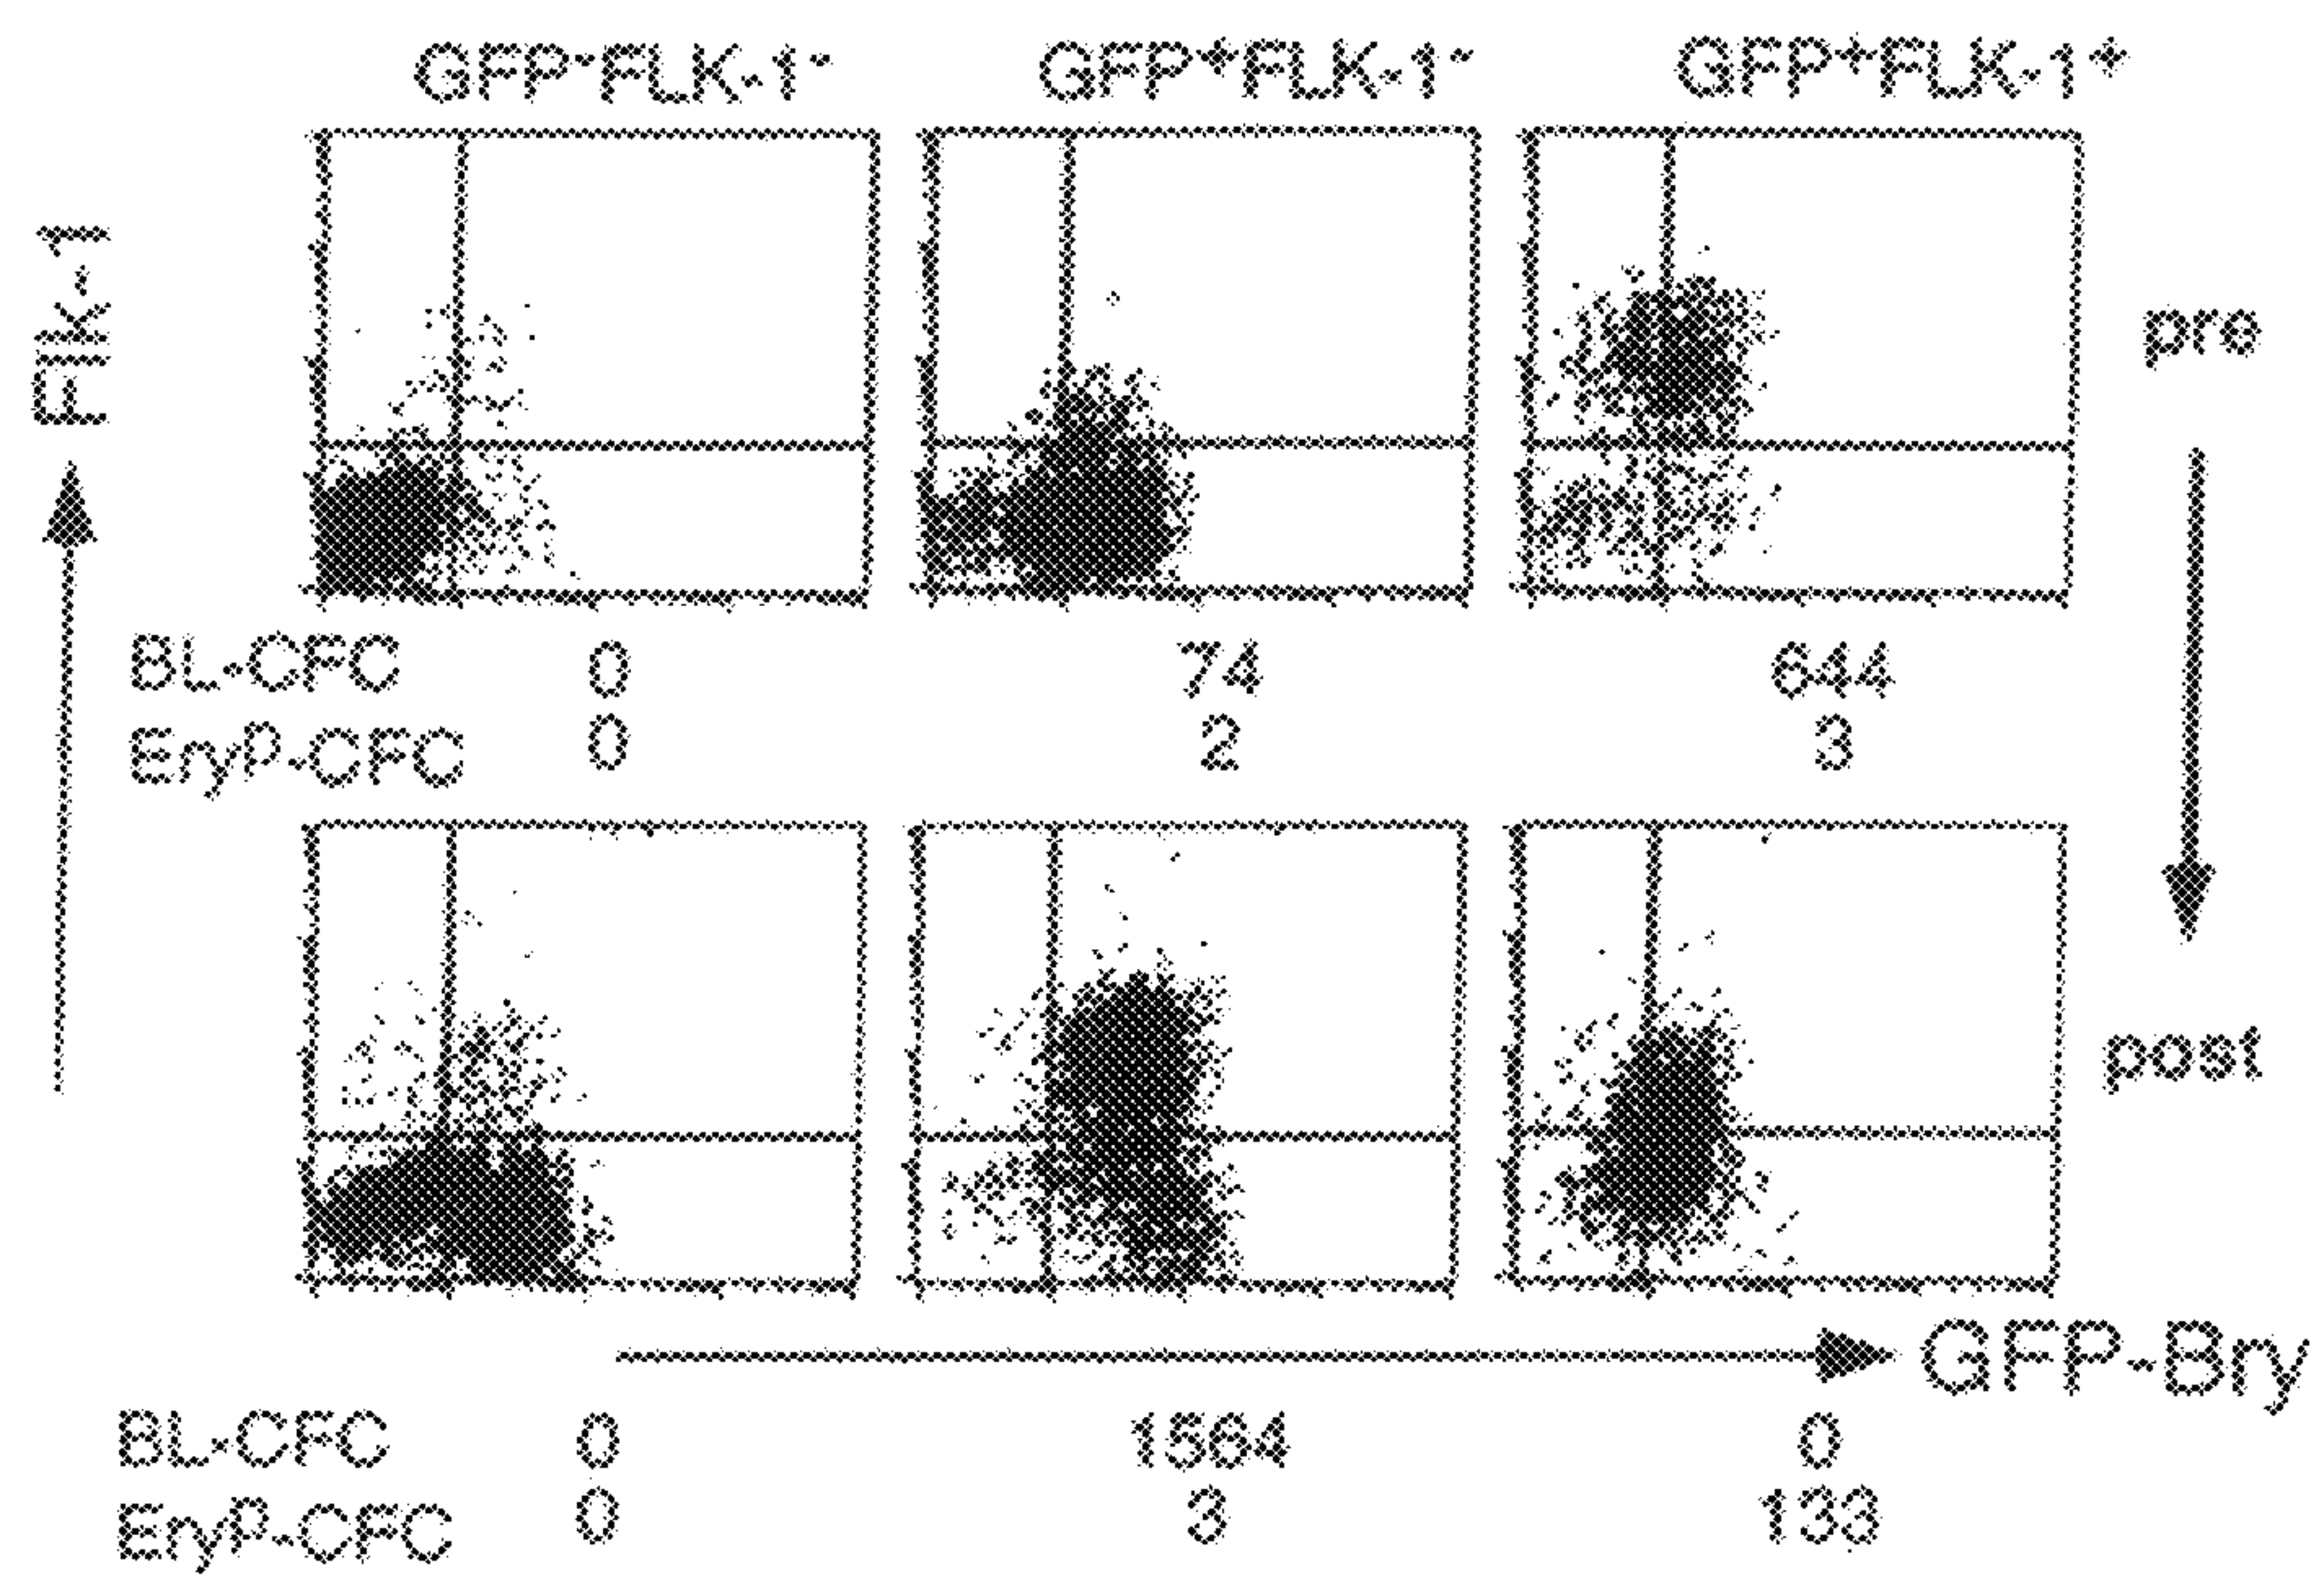 GFP-FLK-1- GFP+FLK-1- GFP+FLK-1+
Flk-1
pre
BL-CFC 0 74 644
EryP-CFC 0 2 3
post
GFP-Bry
BL-CFC 0 1564 0
EryP-CFC 0 3 133